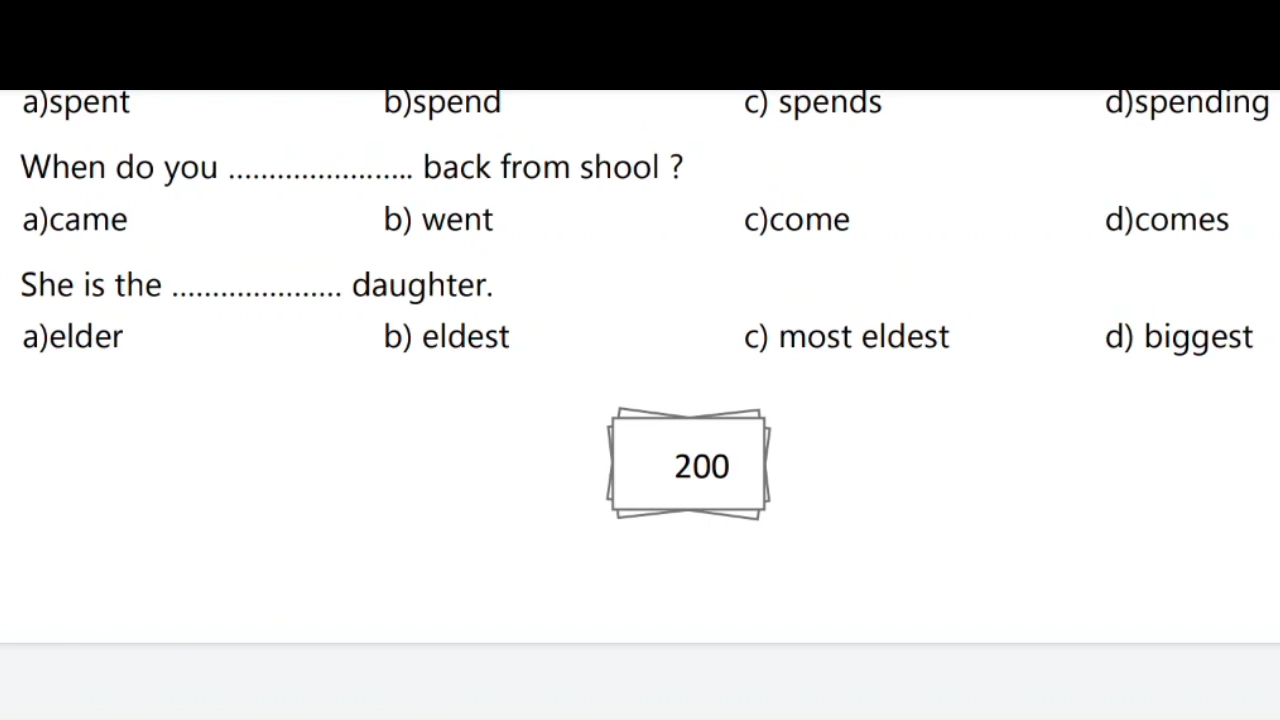 a)spent b)spend c) spends d)spending
When do you ...................... back from shool ?
a)came b) went c)come d)comes
She is the ..................... daughter.
a)elder b) eldest c) most eldest d) biggest
200